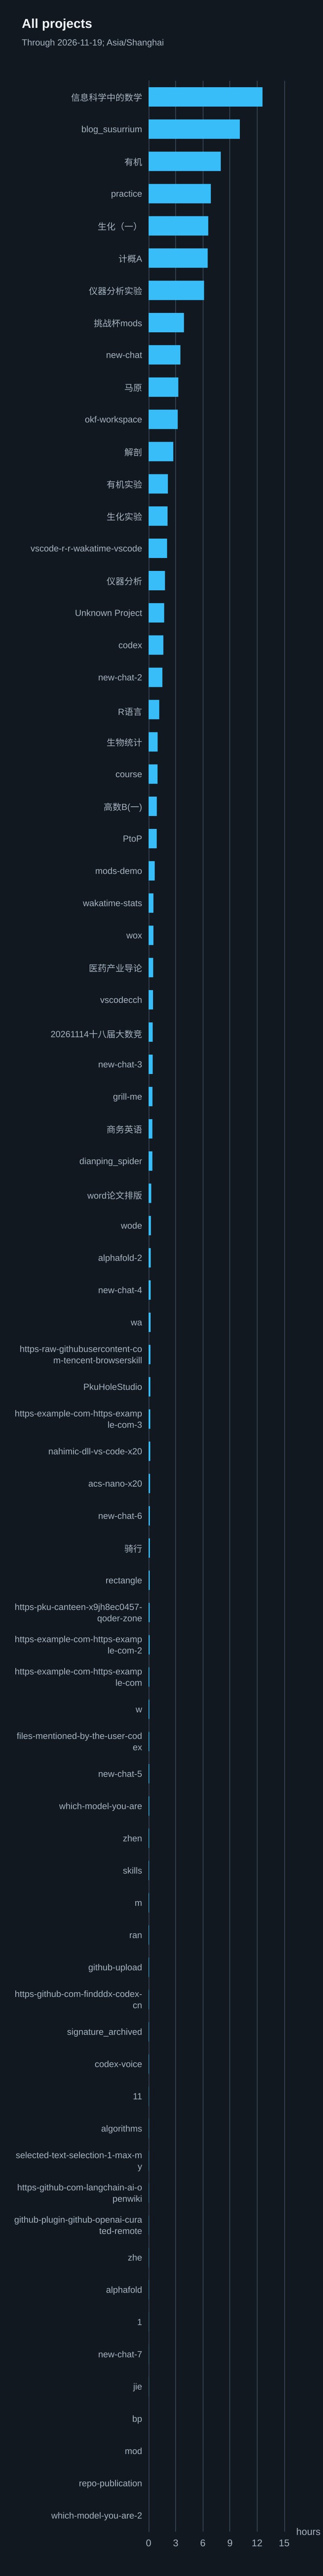 All projects
Through 2026-11-19; Asia/Shanghai
信息科学中的数学
blog_susurrium
有机
practice
生化（一）
计概A
仪器分析实验
挑战杯mods
new-chat
马原
okf-workspace
解剖
有机实验
生化实验
vscode-r-r-wakatime-vscode
仪器分析
Unknown Project
codex
new-chat-2
R语言
生物统计
course
高数B(一)
PtoP
mods-demo
wakatime-stats
wox
医药产业导论
vscodecch
20261114十八届大数竞
new-chat-3
grill-me
商务英语
dianping_spider
word论文排版
wode
alphafold-2
new-chat-4
wa
https-raw-githubusercontent-co
m-tencent-browserskill
PkuHoleStudio
https-example-com-https-examp
le-com-3
nahimic-dll-vs-code-x20
acs-nano-x20
new-chat-6
骑行
rectangle
https-pku-canteen-x9jh8ec0457-
qoder-zone
https-example-com-https-examp
le-com-2
https-example-com-https-examp
le-com
w
files-mentioned-by-the-user-cod
ex
new-chat-5
which-model-you-are
zhen
skills
m
ran
github-upload
https-github-com-findddx-codex-
cn
signature_archived
codex-voice
11
algorithms
selected-text-selection-1-max-m
y
https-github-com-langchain-ai-o
penwiki
github-plugin-github-openai-cura
ted-remote
zhe
alphafold
1
new-chat-7
jie
bp
mod
repo-publication
which-model-you-are-2
hours
0 3 6 9 12 15